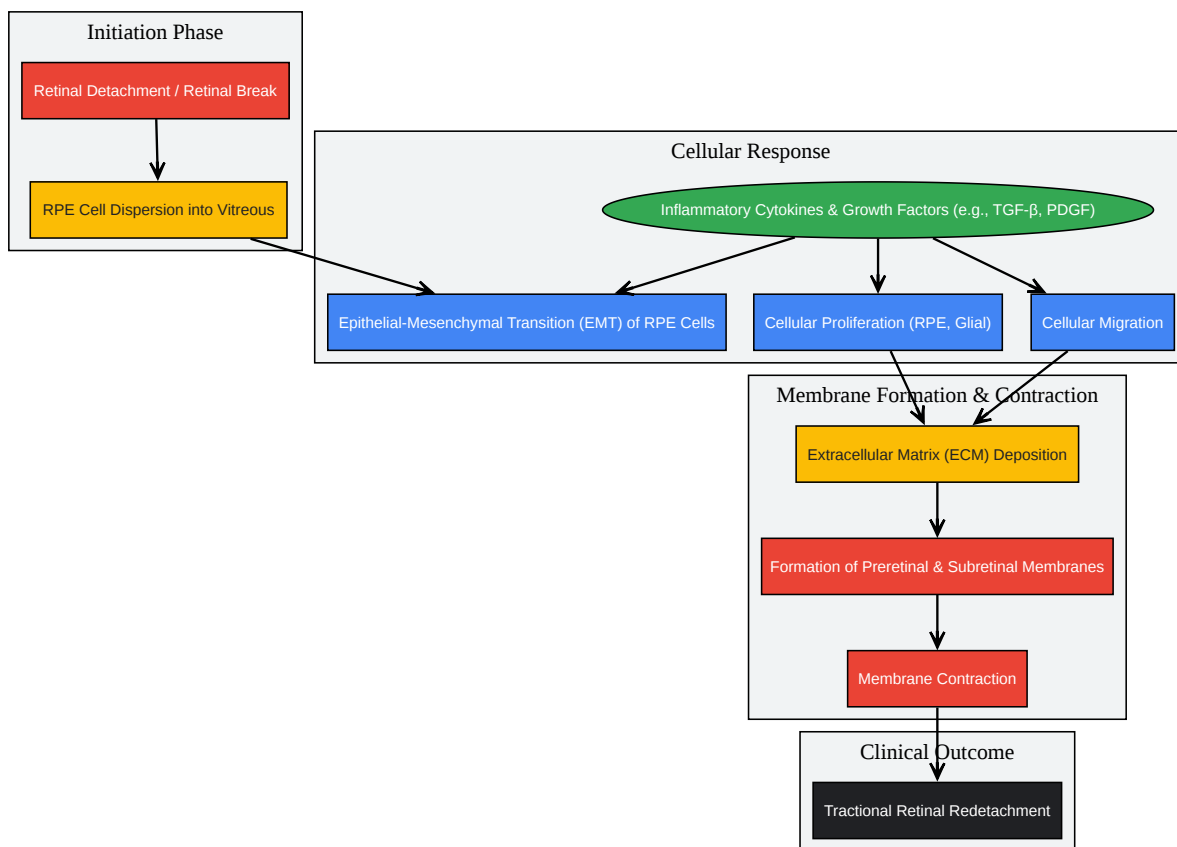 Initiation Phase
Retinal Detachment / Retinal Break
RPE Cell Dispersion into Vitreous
Cellular Response
Inflammatory Cytokines & Growth Factors (e.g., TGF-β, PDGF)
Epithelial-Mesenchymal Transition (EMT) of RPE Cells
Cellular Proliferation (RPE, Glial)
Cellular Migration
Membrane Formation & Contraction
Extracellular Matrix (ECM) Deposition
Formation of Preretinal & Subretinal Membranes
Membrane Contraction
Clinical Outcome
Tractional Retinal Redetachment